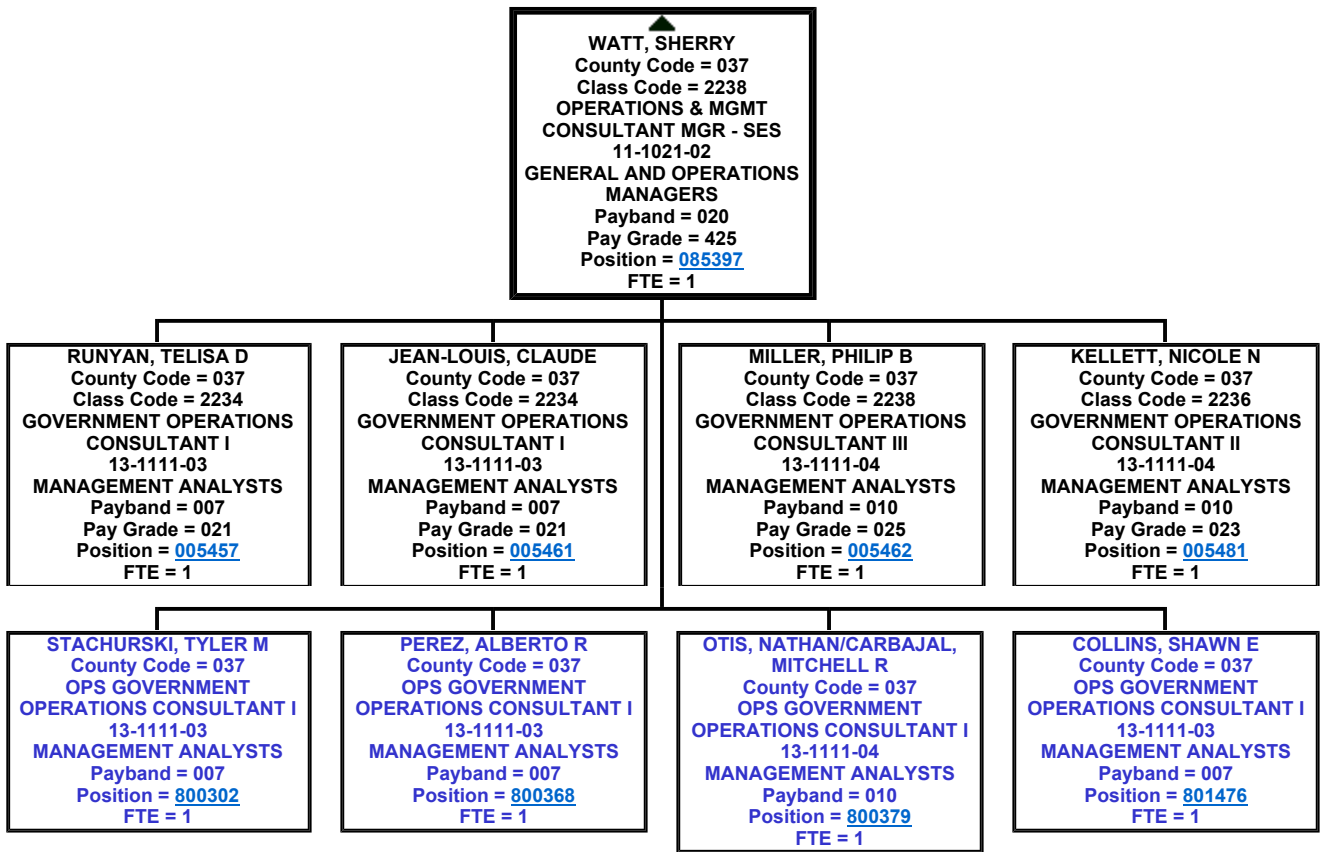 WATT, SHERRY
County Code = 037
Class Code = 2238
OPERATIONS & MGMT
CONSULTANT MGR - SES
11-1021-02
GENERAL AND OPERATIONS
MANAGERS
Payband = 020
Pay Grade = 425
Position = 085397
FTE = 1
RUNYAN, TELISA D
County Code = 037
Class Code = 2234
GOVERNMENT OPERATIONS
CONSULTANT I
13-1111-03
MANAGEMENT ANALYSTS
Payband = 007
Pay Grade = 021
Position = 005457
FTE = 1
JEAN-LOUIS, CLAUDE
County Code = 037
Class Code = 2234
GOVERNMENT OPERATIONS
CONSULTANT I
13-1111-03
MANAGEMENT ANALYSTS
Payband = 007
Pay Grade = 021
Position = 005461
FTE = 1
MILLER, PHILIP B
County Code = 037
Class Code = 2238
GOVERNMENT OPERATIONS
CONSULTANT III
13-1111-04
MANAGEMENT ANALYSTS
Payband = 010
Pay Grade = 025
Position = 005462
FTE = 1
KELLETT, NICOLE N
County Code = 037
Class Code = 2236
GOVERNMENT OPERATIONS
CONSULTANT II
13-1111-04
MANAGEMENT ANALYSTS
Payband = 010
Pay Grade = 023
Position = 005481
FTE = 1
STACHURSKI, TYLER M
County Code = 037
OPS GOVERNMENT
OPERATIONS CONSULTANT I
13-1111-03
MANAGEMENT ANALYSTS
Payband = 007
Position = 800302
FTE = 1
PEREZ, ALBERTO R
County Code = 037
OPS GOVERNMENT
OPERATIONS CONSULTANT I
13-1111-03
MANAGEMENT ANALYSTS
Payband = 007
Position = 800368
FTE = 1
OTIS, NATHAN/CARBAJAL,
MITCHELL R
County Code = 037
OPS GOVERNMENT
OPERATIONS CONSULTANT I
13-1111-04
MANAGEMENT ANALYSTS
Payband = 010
Position = 800379
FTE = 1
COLLINS, SHAWN E
County Code = 037
OPS GOVERNMENT
OPERATIONS CONSULTANT I
13-1111-03
MANAGEMENT ANALYSTS
Payband = 007
Position = 801476
FTE = 1